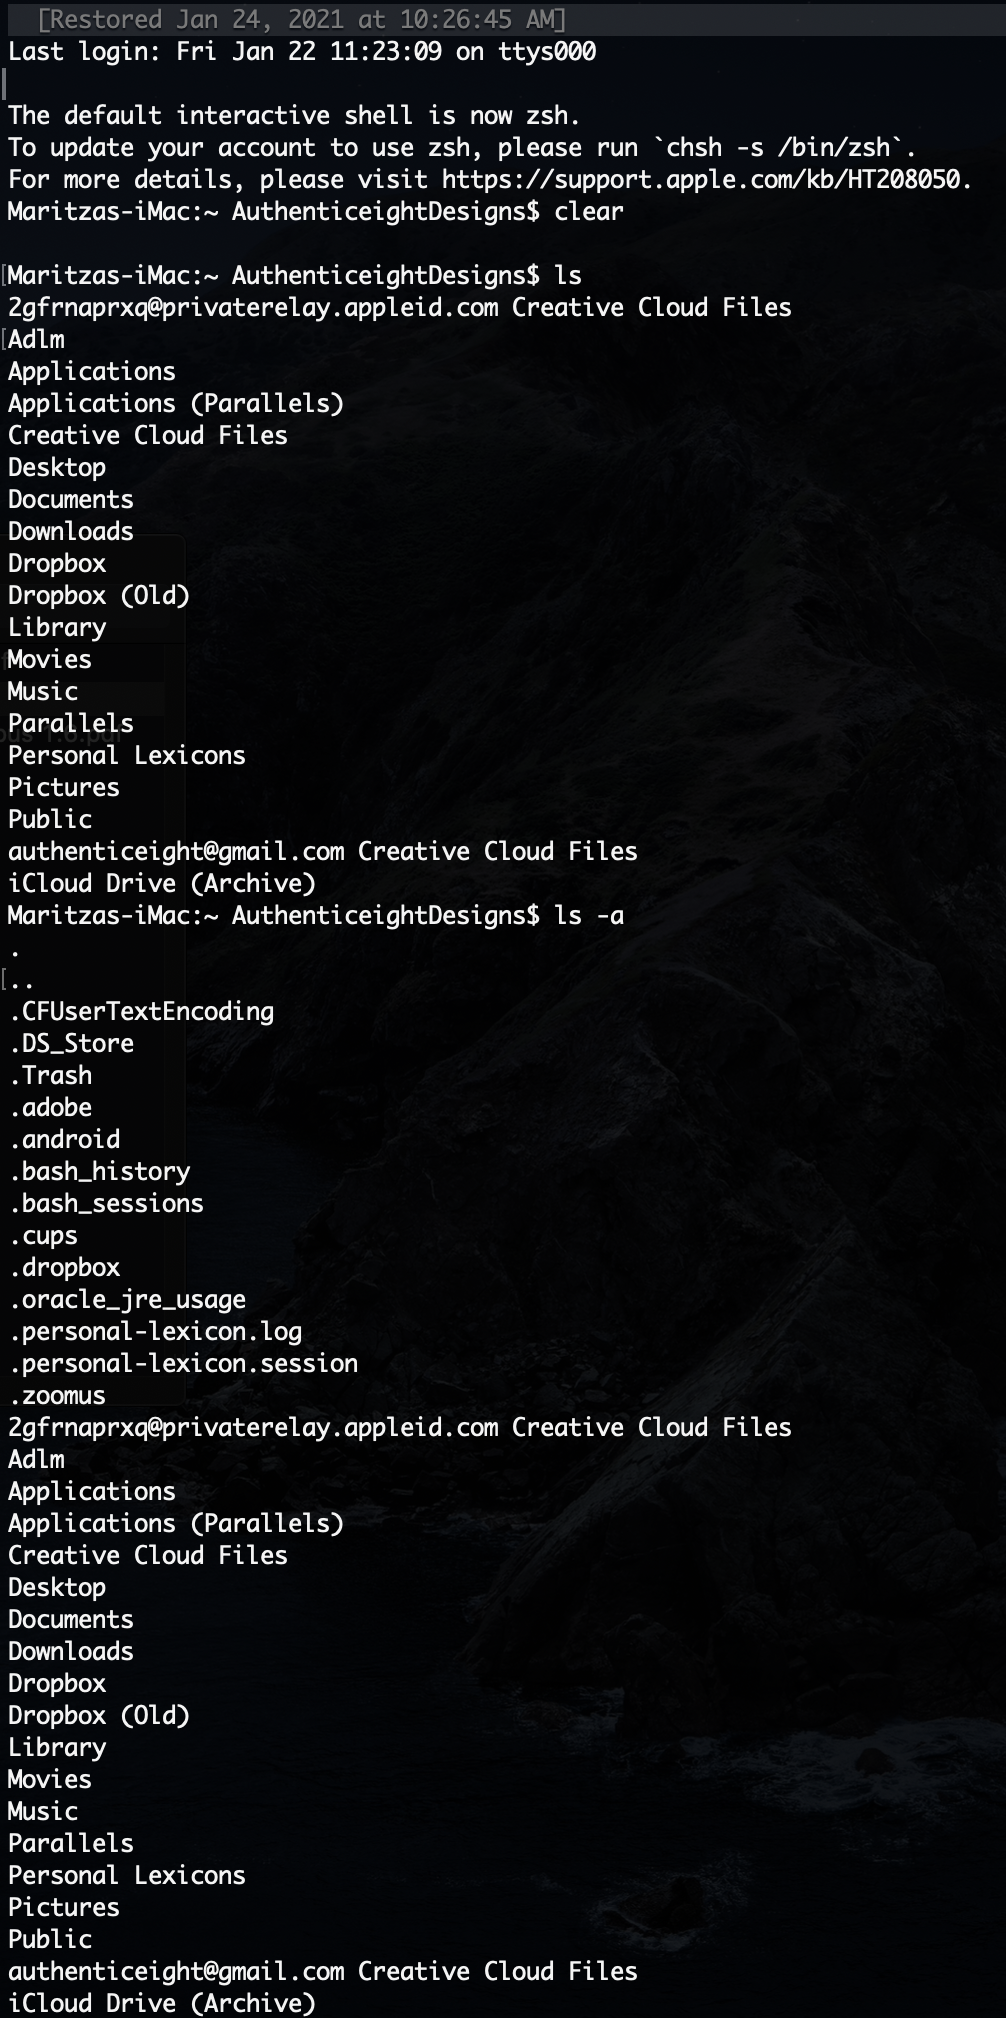 [Restored Jan 24, 2021 at 10:26:45 AM]
Last login: Fri Jan 22 11:23:09 on ttys000
The default interactive shell is now zsh.
To update your account to use zsh, please run `chsh -s /bin/zsh`.
For more details, please visit https://support.apple.com/kb/HT208050.
Maritzas-iMac:~ AuthenticeightDesigns$ clear
[Maritzas-iMac:~ AuthenticeightDesigns$ ls
2gfrnaprxq@privaterelay.appleid.com Creative Cloud Files
[Adlm
Applications
Applications (Parallels)
Creative Cloud Files
Desktop
Documents
Downloads
Dropbox
Dropbox (Old)
Library
Movies
Music
Parallels
Personal Lexicons
Pictures
Public
authenticeight@gmail.com Creative Cloud Files
iCloud Drive (Archive)
Maritzas-iMac:~ AuthenticeightDesigns$ ls -a
.
[..
.CFUserTextEncoding
.DS_Store
.Trash
.adobe
.android
.bash_history
.bash_sessions
.cups
.dropbox
.oracle_jre_usage
.personal-lexicon.log
.personal-lexicon.session
.zoomus
2gfrnaprxq@privaterelay.appleid.com Creative Cloud Files
Adlm
Applications
Applications (Parallels)
Creative Cloud Files
Desktop
Documents
Downloads
Dropbox
Dropbox (Old)
Library
Movies
Music
Parallels
Personal Lexicons
Pictures
Public
authenticeight@gmail.com Creative Cloud Files
iCloud Drive (Archive)